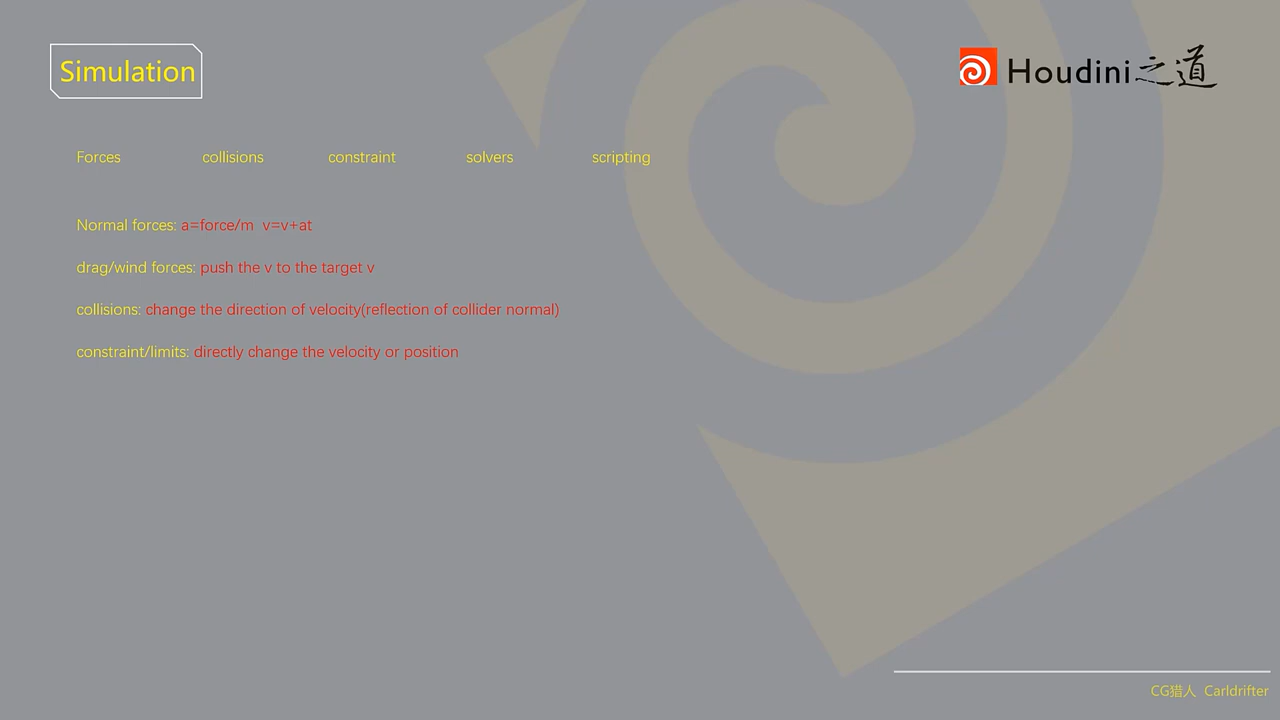 Simulation
Houdini之道
Forces collisions constraint solvers scripting
Normal forces: a=force/m v=v+at
drag/wind forces: push the v to the target v
collisions: change the direction of velocity(reflection of collider normal)
constraint/limits: directly change the velocity or position
CG猎人 Carldrifter